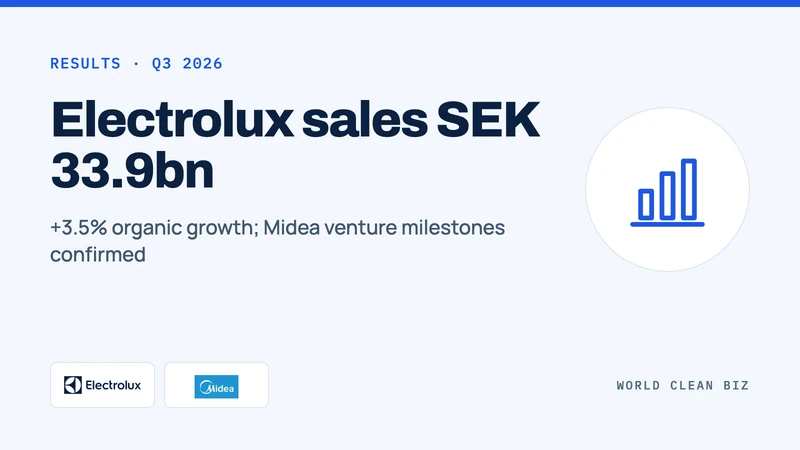 RESULTS · Q3 2026
Electrolux sales SEK
33.9bn
+3.5% organic growth; Midea venture milestones
confirmed
Electrolux
Midea
WORLD CLEAN BIZ